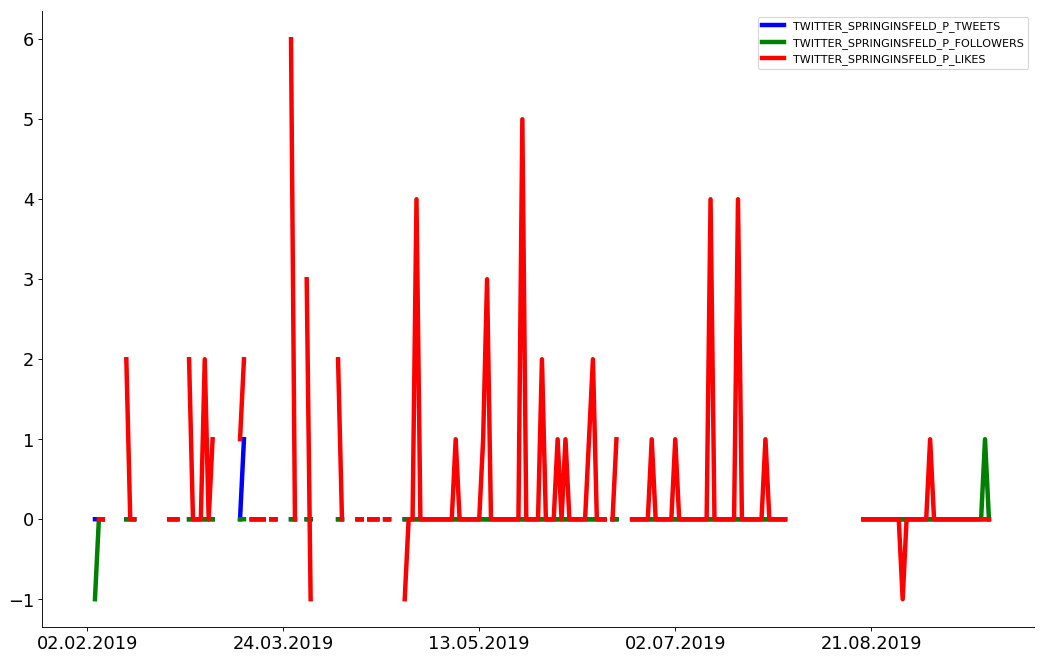 TWITTER_SPRINGINSFELD_P_TWEETS
TWITTER_SPRINGINSFELD_P_FOLLOWERS
TWITTER_SPRINGINSFELD_P_LIKES
6
5
4
3
2
1
0
−1
02.02.2019 24.03.2019 13.05.2019 02.07.2019 21.08.2019